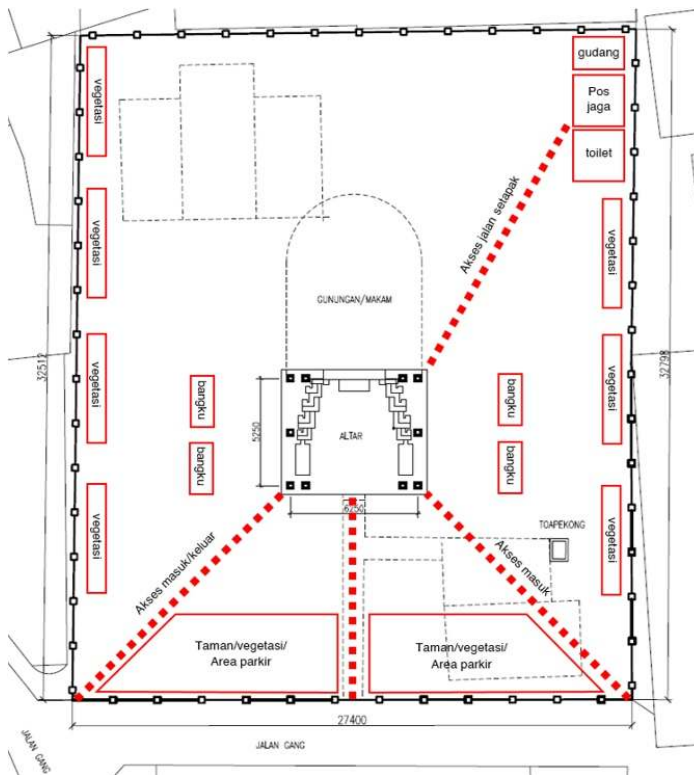 gudang
Pos
jaga
toilet
vegetasi
vegetasi
vegetasi
vegetasi
vegetasi
vegetasi
vegetasi
Akses jalan setapak
GUNUNGAN/MAKAM
32512
32798
bangku
bangku
bangku
bangku
5250
ALTAR
6250
TOAPEKONG
Akses masuk/keluar
Akses masuk
Taman/vegetasi/
Area parkir
Taman/vegetasi/
Area parkir
27400
JALAN GANG
JALAN GANG